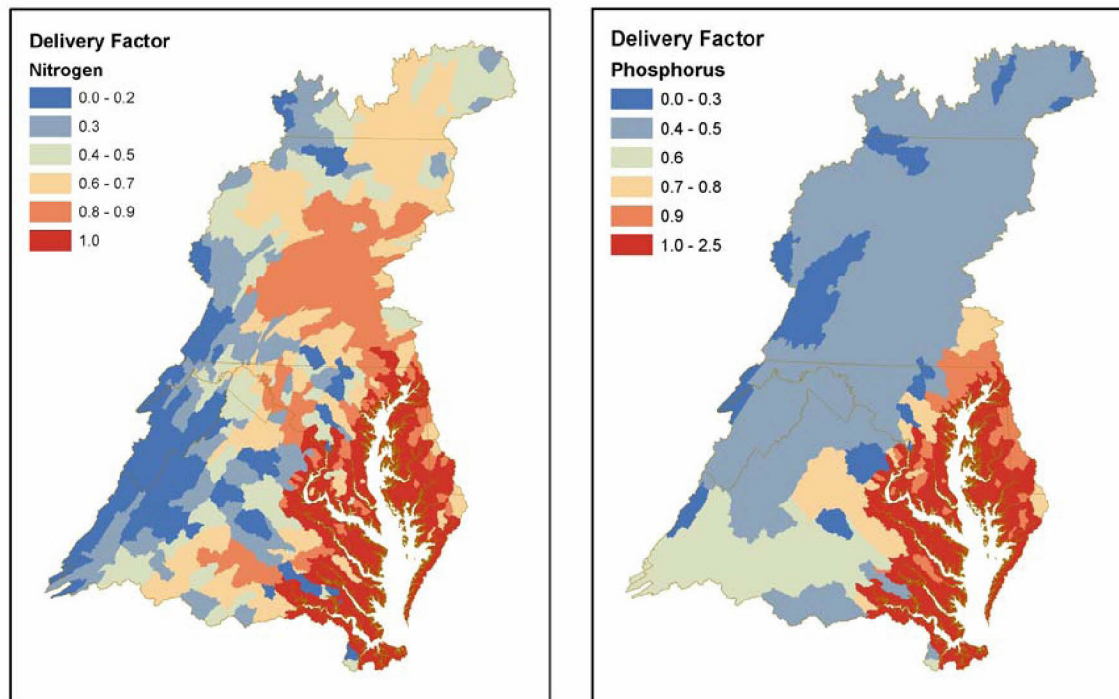 Delivery Factor
Nitrogen
0.0 - 0.2
0.3
0.4 - 0.5
0.6 - 0.7
0.8 - 0.9
1.0
Delivery Factor
Phosphorus
0.0 - 0.3
0.4 - 0.5
0.6
0.7 - 0.8
0.9
1.0 - 2.5